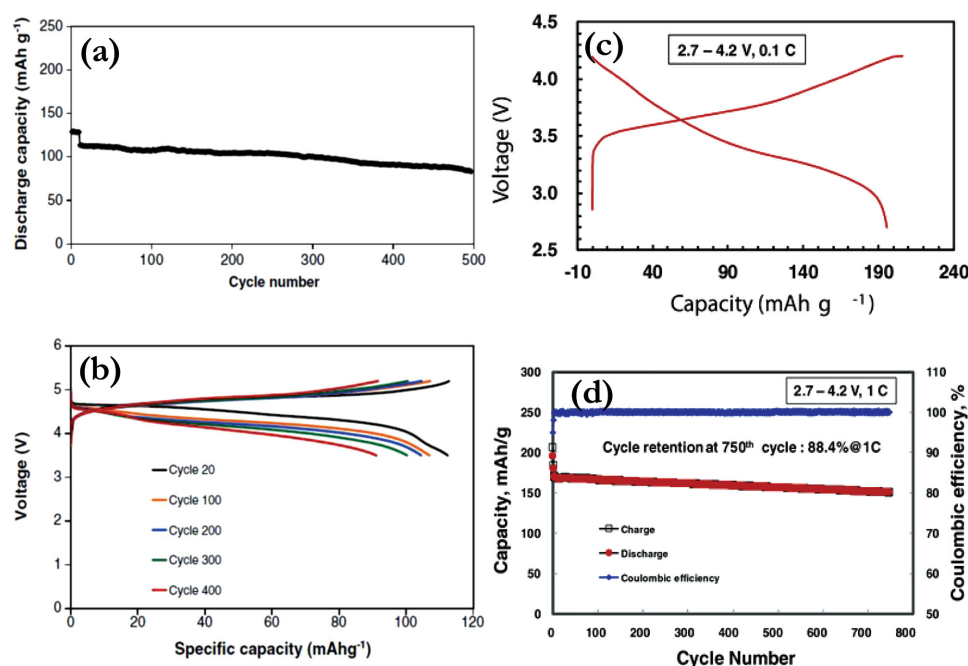 (a)
Discharge capacity (mAh g⁻¹)
250
200
150
100
50
0
0 100 200 300 400 500
Cycle number
(b)
Voltage (V)
6
5
4
3
2
1
0
Cycle 20
Cycle 100
Cycle 200
Cycle 300
Cycle 400
0 20 40 60 80 100 120
Specific capacity (mAhg⁻¹)
(c)
2.7 – 4.2 V, 0.1 C
Voltage (V)
4.5
4.0
3.5
3.0
2.5
-10 40 90 140 190 240
Capacity (mAh g ⁻¹)
(d)
2.7 – 4.2 V, 1 C
Cycle retention at 750ᵗʰ cycle : 88.4%@1C
Capacity, mAh/g
300
250
200
150
100
50
0
Charge
Discharge
Coulombic efficiency
110
100
90
80
70
60
50
Coulombic efficiency, %
0 100 200 300 400 500 600 700 800
Cycle Number